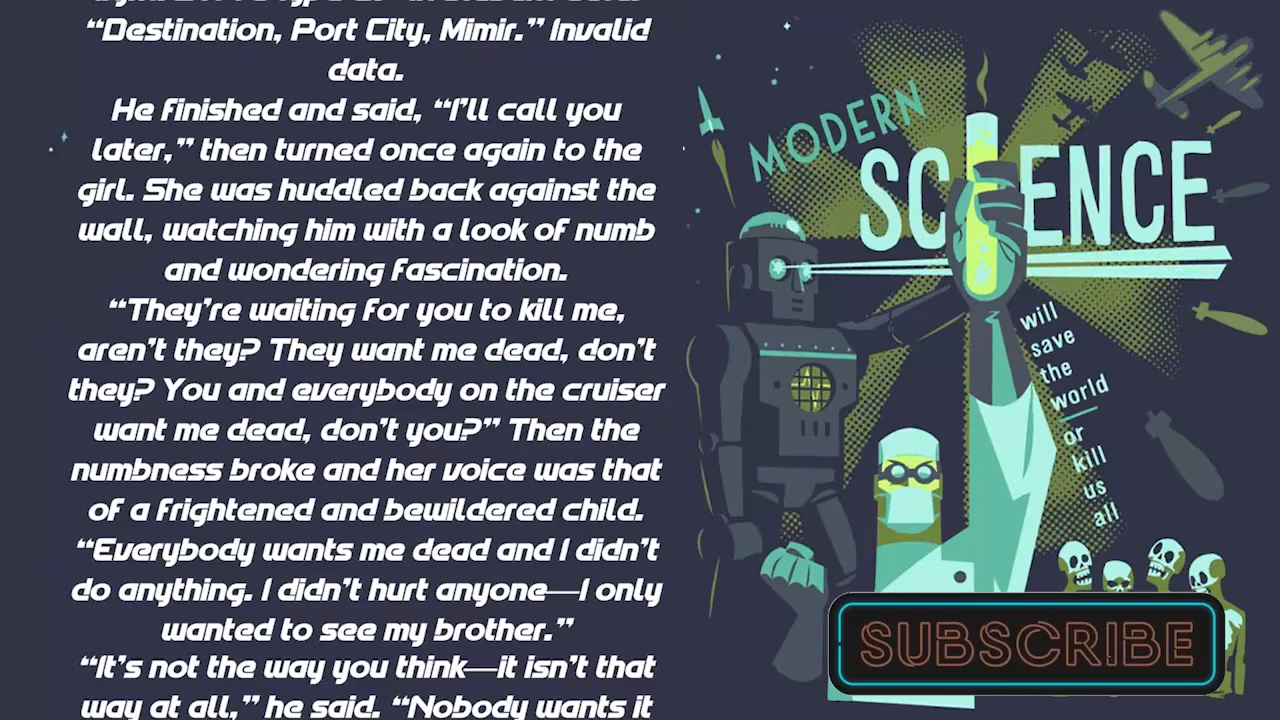 “Destination, Port City, Mimir.” Invalid
data.
He finished and said, “I’ll call you
later,” then turned once again to the
girl. She was huddled back against the
wall, watching him with a look of numb
and wondering fascination.
“They’re waiting for you to kill me,
aren’t they? They want me dead, don’t
they? You and everybody on the cruiser
want me dead, don’t you?” Then the
numbness broke and her voice was that
of a frightened and bewildered child.
“Everybody wants me dead and I didn’t
do anything. I didn’t hurt anyone—I only
wanted to see my brother.”
“It’s not the way you think—it isn’t that
way at all,” he said. “Nobody wants it
MODERN
SCIENCE
will
save
the
world
or
kill
us
all
SUBSCRIBE